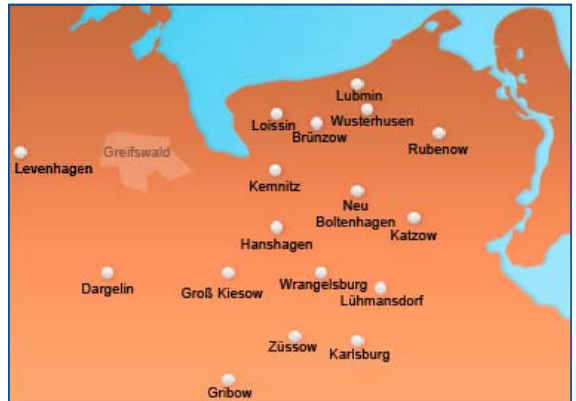 Lubmin
Wusterhusen
Loissin
Brünzow
Rubenow
Greifswald
Levenhagen
Kemnitz
Neu
Boltenhagen
Katzow
Hanshagen
Dargelin
Groß Kiesow
Wrangelsburg
Lühmansdorf
Züssow
Karlsburg
Gribow